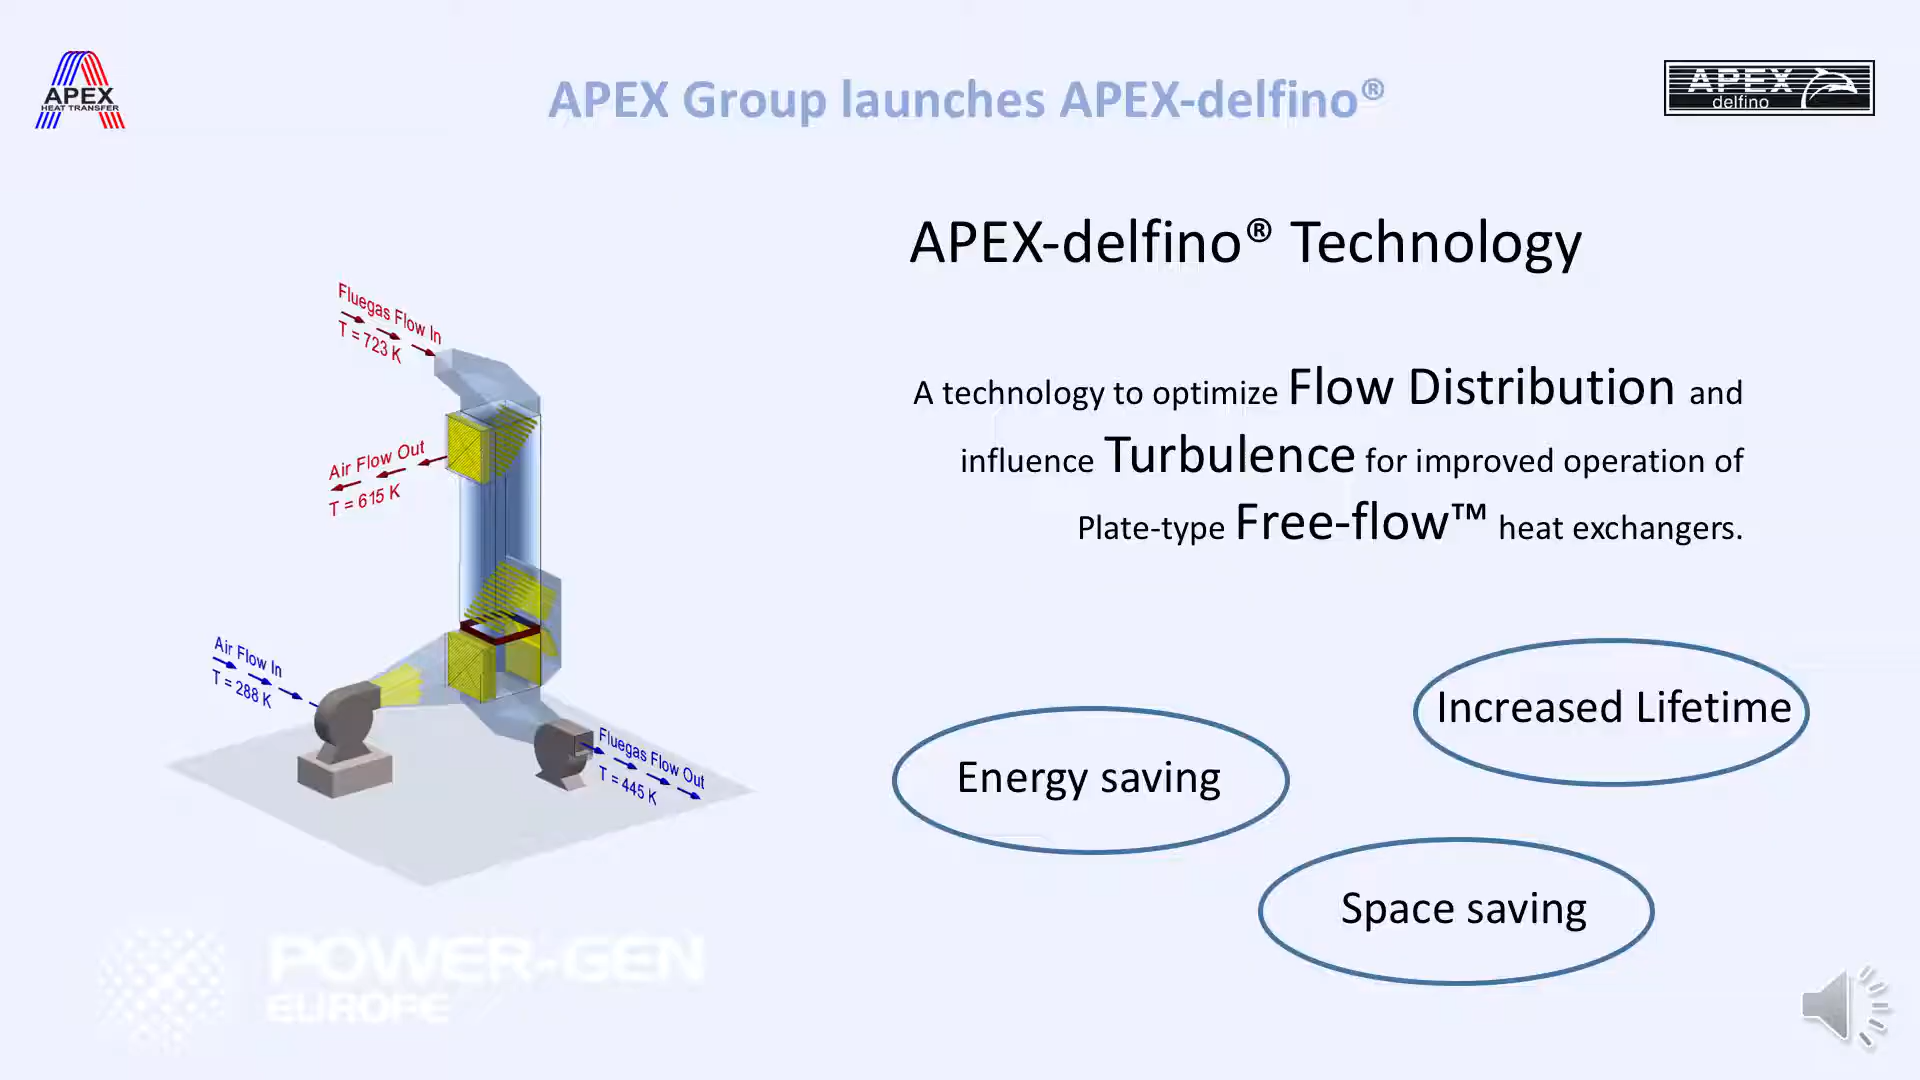 APEX
HEAT TRANSFER
APEX Group launches APEX-delfino®
APEX
delfino
APEX-delfino® Technology
Fluegas Flow In
T = 723 K
Air Flow Out
T = 615 K
A technology to optimize Flow Distribution and
influence Turbulence for improved operation of
Plate-type Free-flow™ heat exchangers.
Air Flow In
T = 288 K
Fluegas Flow Out
T = 445 K
Increased Lifetime
Energy saving
Space saving
POWER-GEN
EUROPE